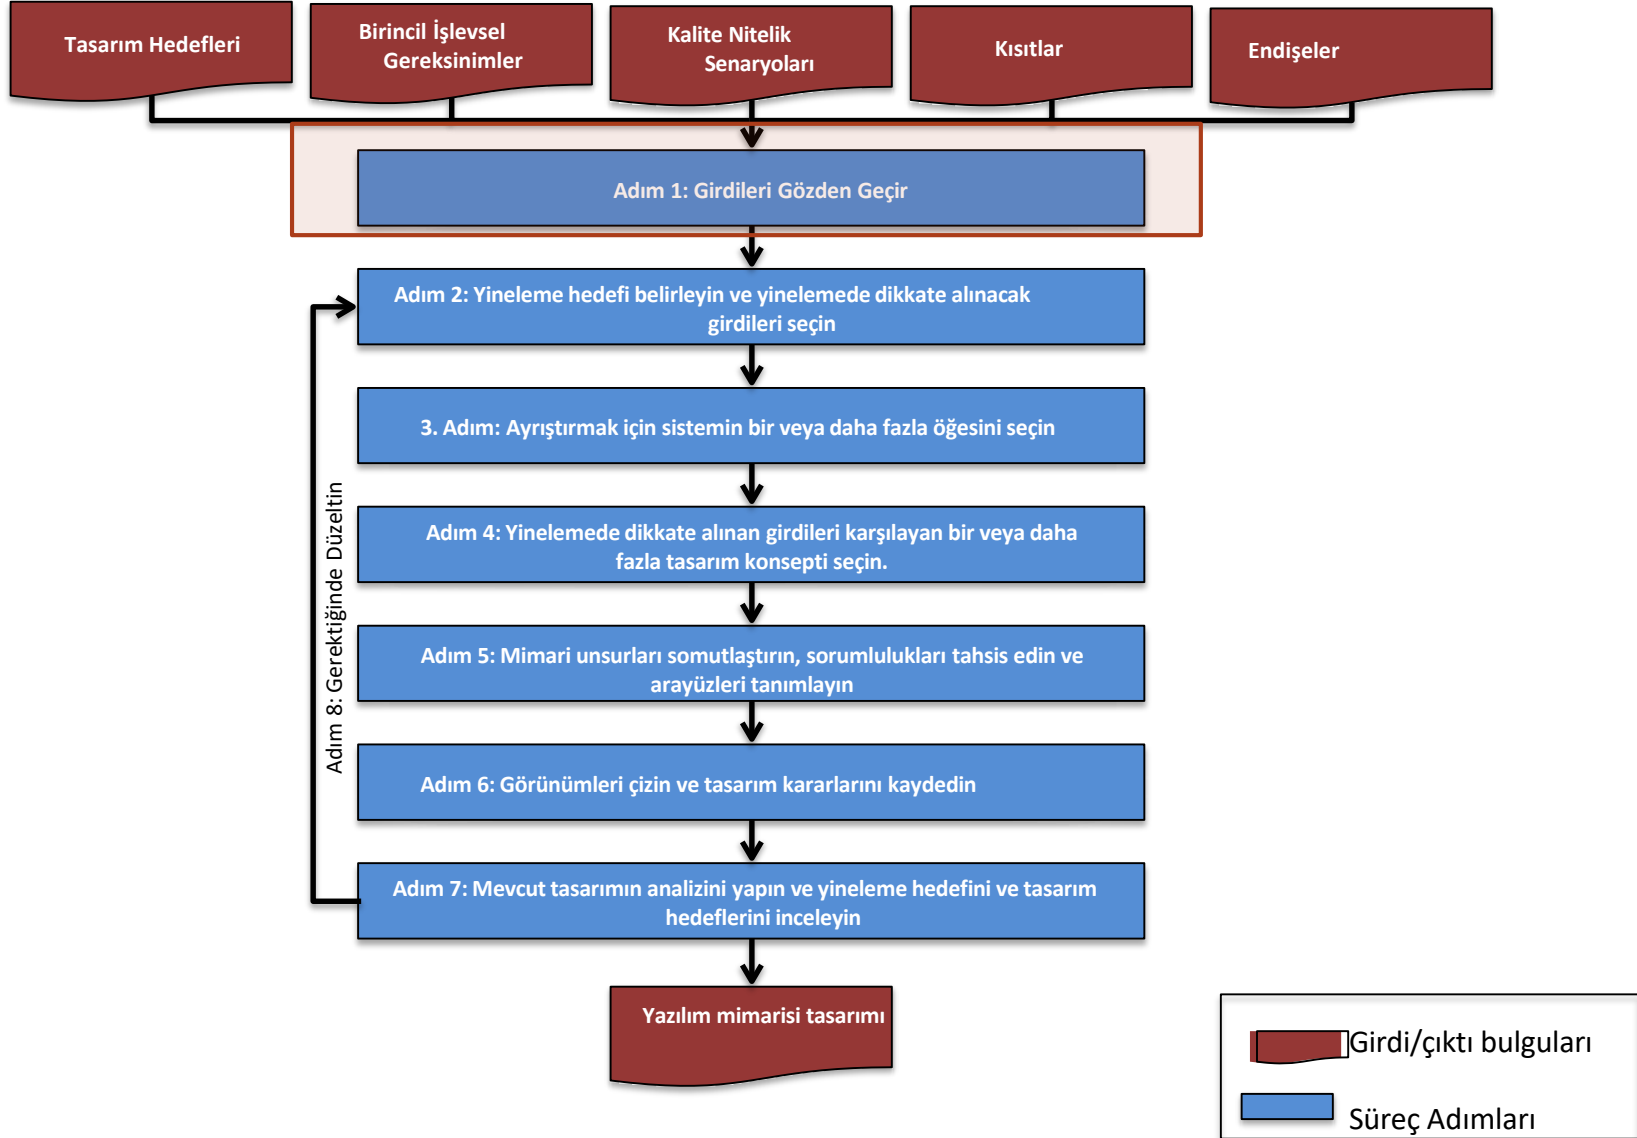 Tasarım Hedefleri
Birincil İşlevsel
Gereksinimler
Kalite Nitelik
Senaryoları
Kısıtlar
Endişeler
Adım 1: Girdileri Gözden Geçir
Adım 2: Yineleme hedefi belirleyin ve yinelemede dikkate alınacak
girdileri seçin
3. Adım: Ayrıştırmak için sistemin bir veya daha fazla öğesini seçin
Adım 4: Yinelemede dikkate alınan girdileri karşılayan bir veya daha
fazla tasarım konsepti seçin.
Adım 5: Mimari unsurları somutlaştırın, sorumlulukları tahsis edin ve
arayüzleri tanımlayın
Adım 6: Görünümleri çizin ve tasarım kararlarını kaydedin
Adım 7: Mevcut tasarımın analizini yapın ve yineleme hedefini ve tasarım
hedeflerini inceleyin
Adım 8: Gerektiğinde Düzeltin
Yazılım mimarisi tasarımı
Girdi/çıktı bulguları
Süreç Adımları